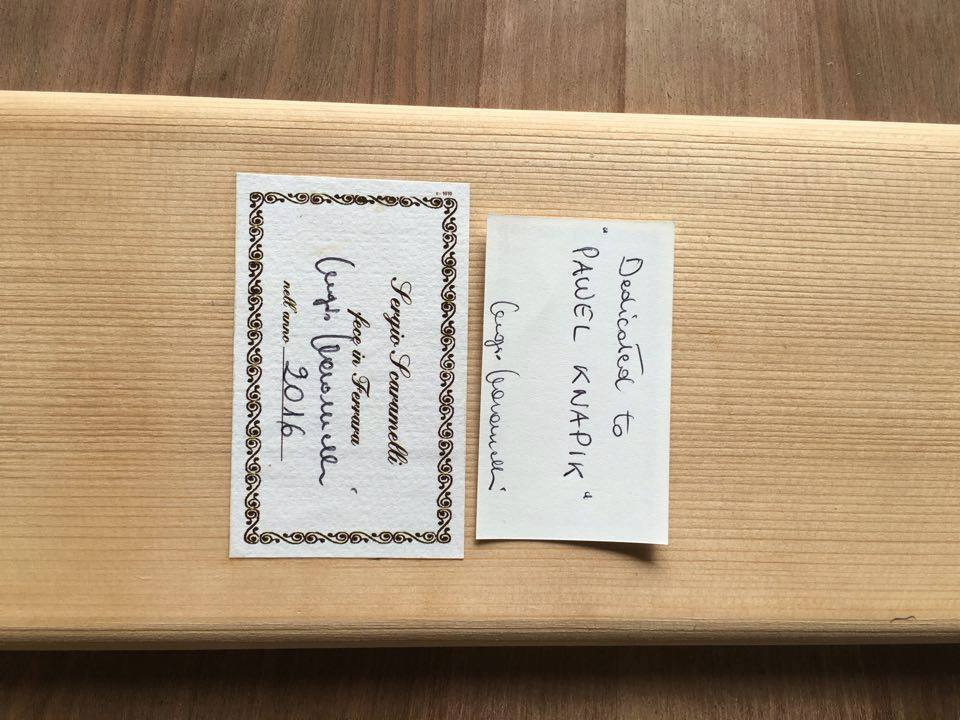 Sergio Scaramelli
fece in Ferrara
nell'anno 2016
Dedicated to
"PAWEL KNAPIK"